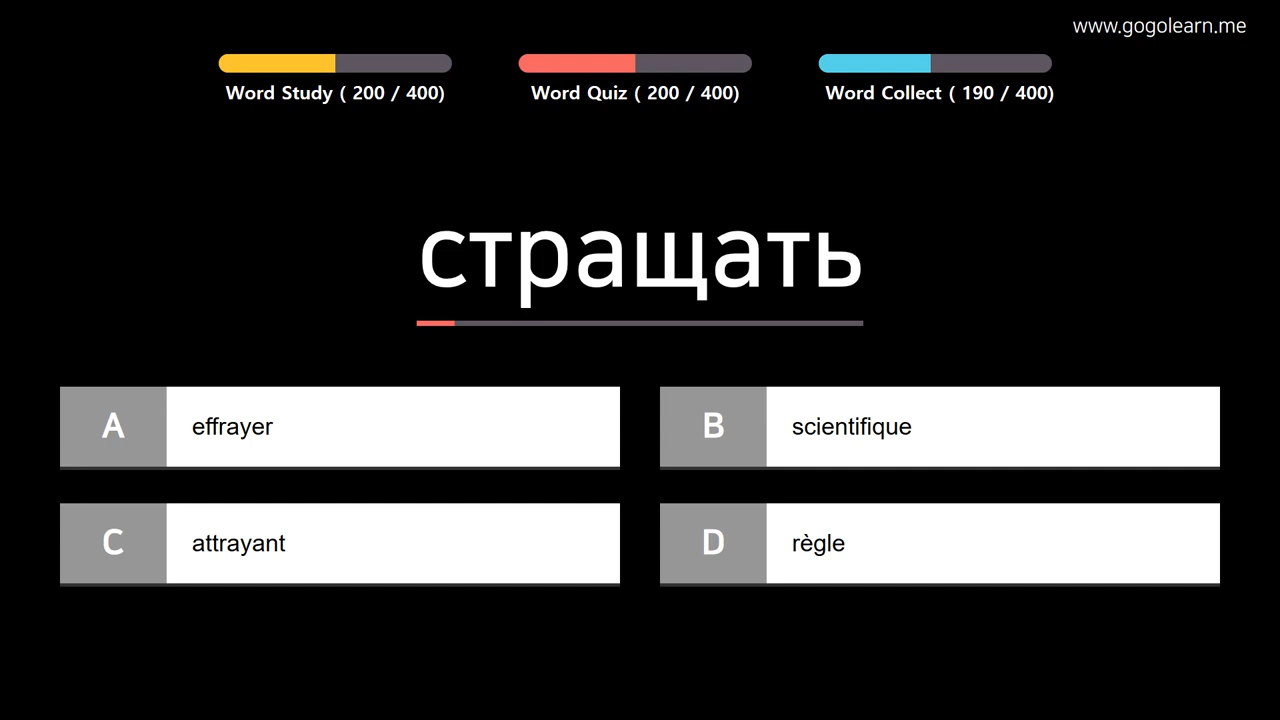 www.gogolearn.me
Word Study ( 200 / 400)
Word Quiz ( 200 / 400)
Word Collect ( 190 / 400)
стращать
A effrayer
B scientifique
C attrayant
D règle